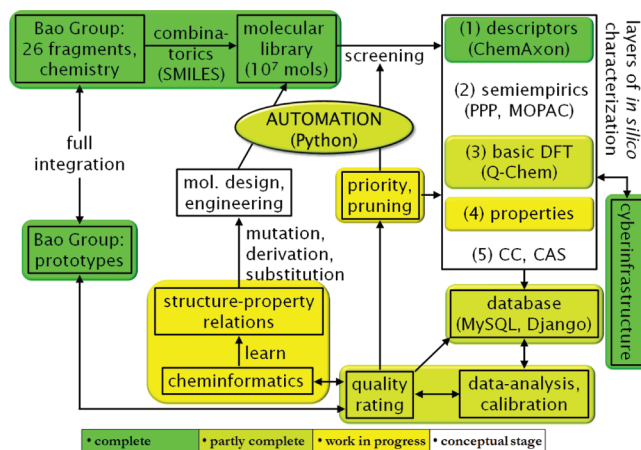 Bao Group:
26 fragments,
chemistry
combina-
torics
(SMILES)
molecular
library
(10⁷ mols)
screening
(1) descriptors
(ChemAxon)
(2) semiempirics
(PPP, MOPAC)
(3) basic DFT
(Q-Chem)
(4) properties
(5) CC, CAS
layers of in silico
characterization
cyberinfrastructure
AUTOMATION
(Python)
full
integration
mol. design,
engineering
priority,
pruning
Bao Group:
prototypes
mutation,
derivation,
substitution
structure-property
relations
learn
cheminformatics
database
(MySQL, Django)
quality
rating
data-analysis,
calibration
• complete
• partly complete
• work in progress
• conceptual stage